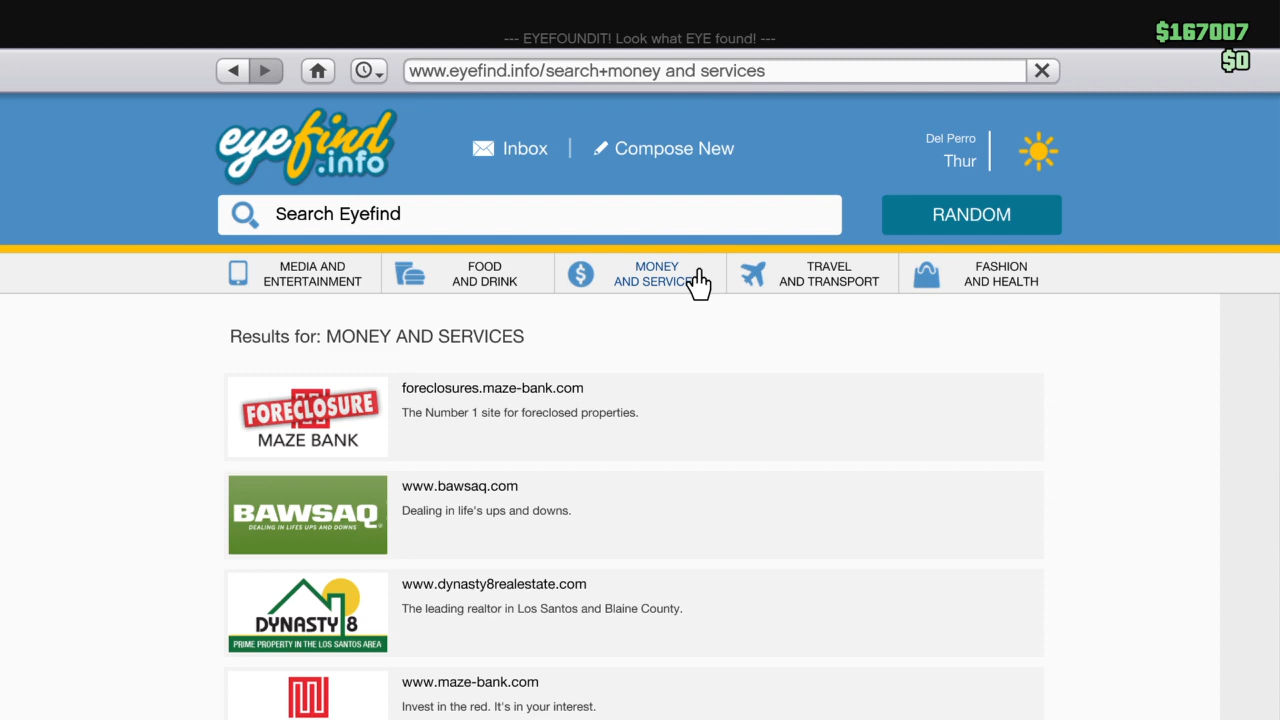 --- EYEFOUNDIT! Look what EYE found! ---
$167007
$0
www.eyefind.info/search+money and services
eyefind
.info
Inbox
Compose New
Del Perro
Thur
Search Eyefind
RANDOM
MEDIA AND
ENTERTAINMENT
FOOD
AND DRINK
MONEY
AND SERVIC
TRAVEL
AND TRANSPORT
FASHION
AND HEALTH
Results for: MONEY AND SERVICES
FORECLOSURE
MAZE BANK
foreclosures.maze-bank.com
The Number 1 site for foreclosed properties.
BAWSAQ
DEALING IN LIFES UPS AND DOWNS
www.bawsaq.com
Dealing in life's ups and downs.
DYNASTY 8
PRIME PROPERTY IN THE LOS SANTOS AREA
www.dynasty8realestate.com
The leading realtor in Los Santos and Blaine County.
www.maze-bank.com
Invest in the red. It's in your interest.